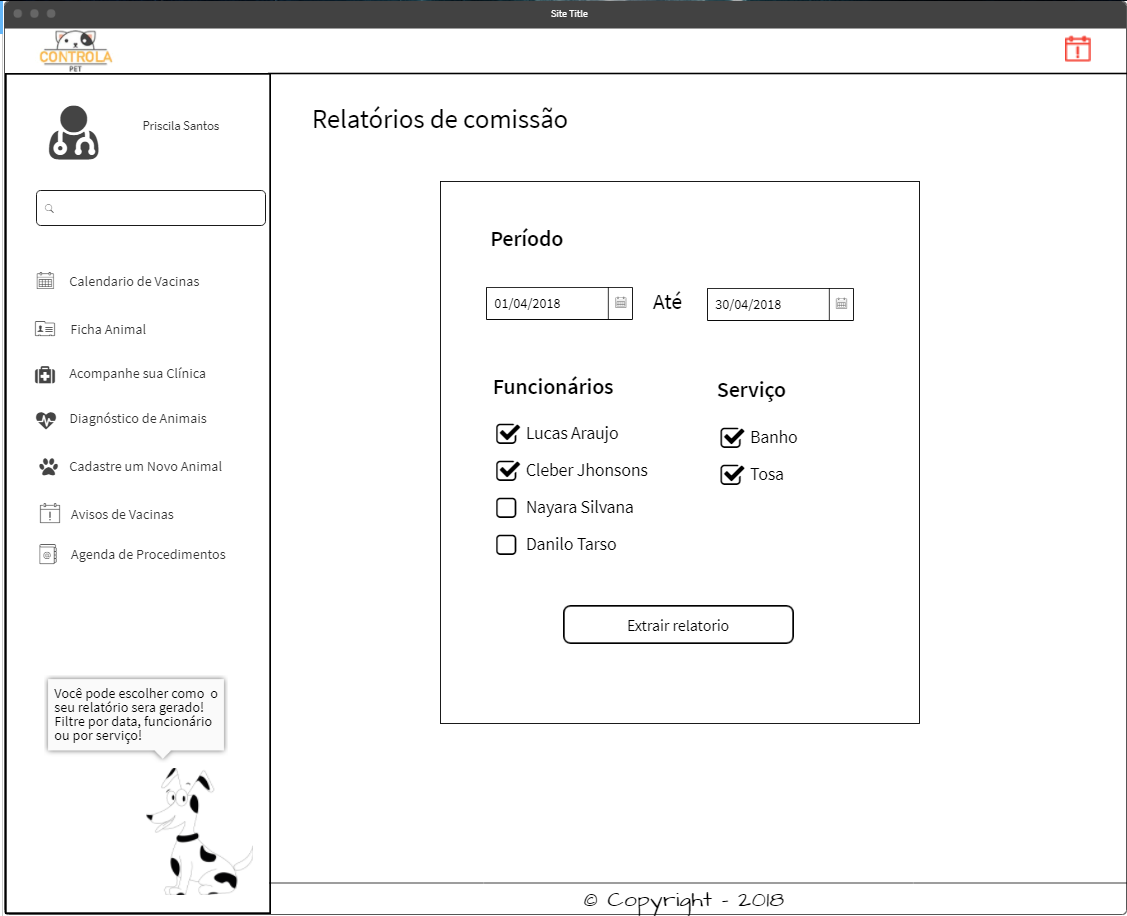 Site Title
CONTROLA
PET
Priscila Santos
Calendario de Vacinas
Ficha Animal
Acompanhe sua Clínica
Diagnóstico de Animais
Cadastre um Novo Animal
Avisos de Vacinas
Agenda de Procedimentos
Você pode escolher como o
seu relatório sera gerado!
Filtre por data, funcionário
ou por serviço!
Relatórios de comissão
Período
01/04/2018 Até 30/04/2018
Funcionários
Lucas Araujo
Cleber Jhonsons
Nayara Silvana
Danilo Tarso
Serviço
Banho
Tosa
Extrair relatorio
© Copyright - 2018